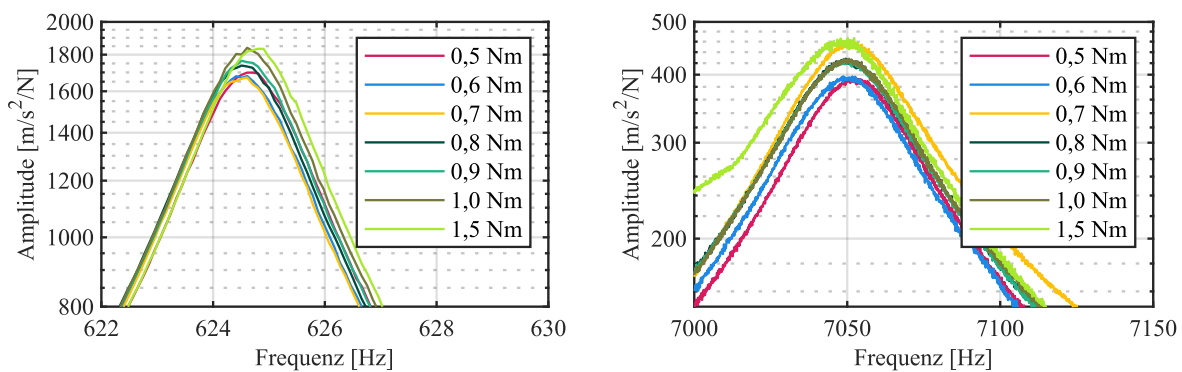 2000
1800
1600
1400
1200
1000
800
Amplitude [m/s²/N]
622
624
626
628
630
Frequenz [Hz]
0,5 Nm
0,6 Nm
0,7 Nm
0,8 Nm
0,9 Nm
1,0 Nm
1,5 Nm
500
400
300
200
Amplitude [m/s²/N]
7000
7050
7100
7150
Frequenz [Hz]
0,5 Nm
0,6 Nm
0,7 Nm
0,8 Nm
0,9 Nm
1,0 Nm
1,5 Nm